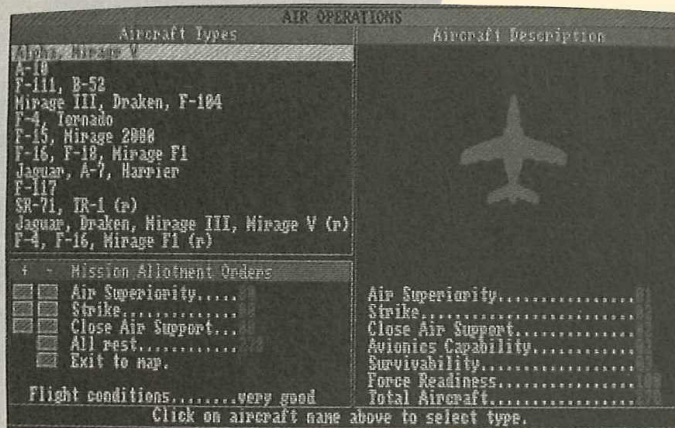 AIR OPERATIONS
Aircraft Types
Alpha, Mirage V
A-10
F-111, B-52
Mirage III, Draken, F-104
F-4, Tornado
F-15, Mirage 2000
F-16, F-18, Mirage F1
Jaguar, A-7, Harrier
F-117
SR-71, TR-1 (r)
Jaguar, Draken, Mirage III, Mirage V (r)
F-4, F-16, Mirage F1 (r)
+ - Mission Allotment Orders
Air Superiority.....
Strike............
Close Air Support...
All rest...........
Exit to map.
Flight conditions........very good
Aircraft Description
Air Superiority................
Strike.........................
Close Air Support..............
Avionics Capability............
Survivability..................
Force Readiness................
Total Aircraft.................
Click on aircraft name above to select type.